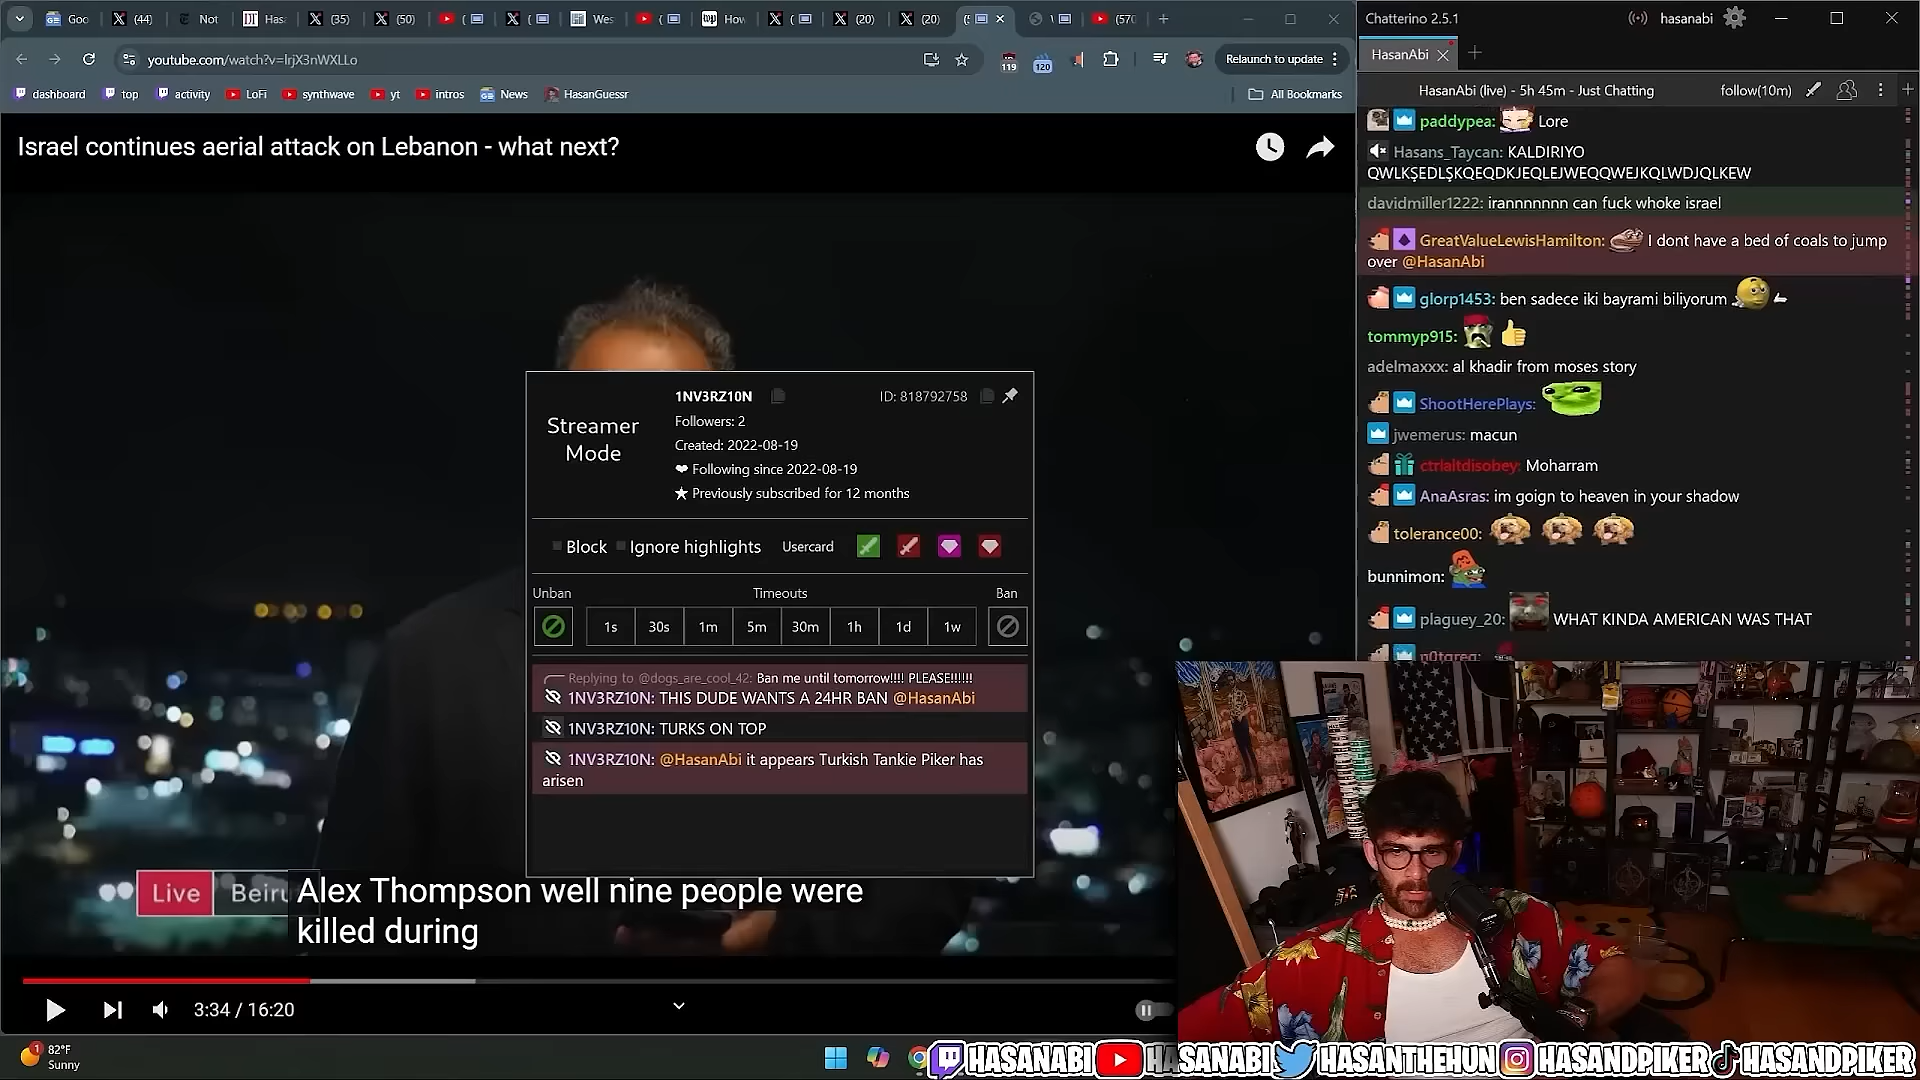 Goo
(44)
Not
Has
(35)
(50)
Wes
How
(20)
(20)
(570
youtube.com/watch?v=lrjX3nWXLLo
119
120
Relaunch to update
dashboard
top
activity
LoFi
synthwave
yt
intros
News
HasanGuessr
All Bookmarks
Israel continues aerial attack on Lebanon - what next?
Streamer
Mode
1NV3RZ10N
ID: 818792758
Followers: 2
Created: 2022-08-19
❤ Following since 2022-08-19
★ Previously subscribed for 12 months
Block
Ignore highlights
Usercard
Unban
Timeouts
Ban
1s
30s
1m
5m
30m
1h
1d
1w
Replying to @dogs_are_cool_42: Ban me until tomorrow!!!! PLEASE!!!!!!
1NV3RZ10N: THIS DUDE WANTS A 24HR BAN @HasanAbi
1NV3RZ10N: TURKS ON TOP
1NV3RZ10N: @HasanAbi it appears Turkish Tankie Piker has
arisen
Live
Beiru
Alex Thompson well nine people were
killed during
3:34 / 16:20
1
82°F
Sunny
Chatterino 2.5.1
hasanabi
HasanAbi
HasanAbi (live) - 5h 45m - Just Chatting
follow(10m)
paddypea: Lore
Hasans_Taycan: KALDIRIYO
QWLKŞEDLŞKQEQDKJEQLEJWEQQWEJKQLWDJQLKEW
davidmiller1222: irannnnnnn can fuck whoke israel
GreatValueLewisHamilton: I dont have a bed of coals to jump
over @HasanAbi
glorp1453: ben sadece iki bayrami biliyorum
tommyp915:
adelmaxxx: al khadir from moses story
ShootHerePlays:
jwemerus: macun
ctrlaltdisobey: Moharram
AnaAsras: im goign to heaven in your shadow
tolerance00:
bunnimon:
plaguey_20: WHAT KINDA AMERICAN WAS THAT
n0tareg:
HASANABI
HASANABI
HASANTHEHUN
HASANDPIKER
HASANDPIKER